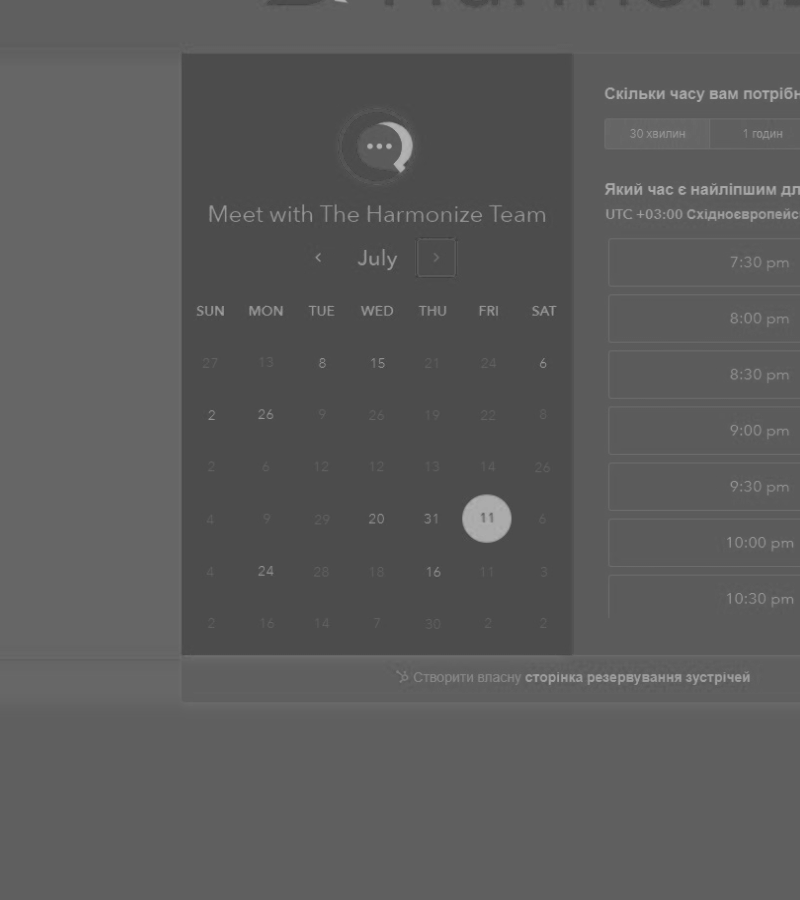 Meet with The Harmonize Team
July
SUN MON TUE WED THU FRI SAT
27 13 8 15 21 24 6
2 26 9 26 19 22 8
2 6 12 12 13 14 26
4 9 29 20 31 11 6
4 24 28 18 16 11 3
2 16 14 7 30 2 2
Скільки часу вам
30 хвилин 1 годин
Який час є найліпшим
UTC +03:00
7:30 pm
8:00 pm
8:30 pm
9:00 pm
9:30 pm
10:00 pm
10:30 pm
Створити власну сторінка резервування зустрічей